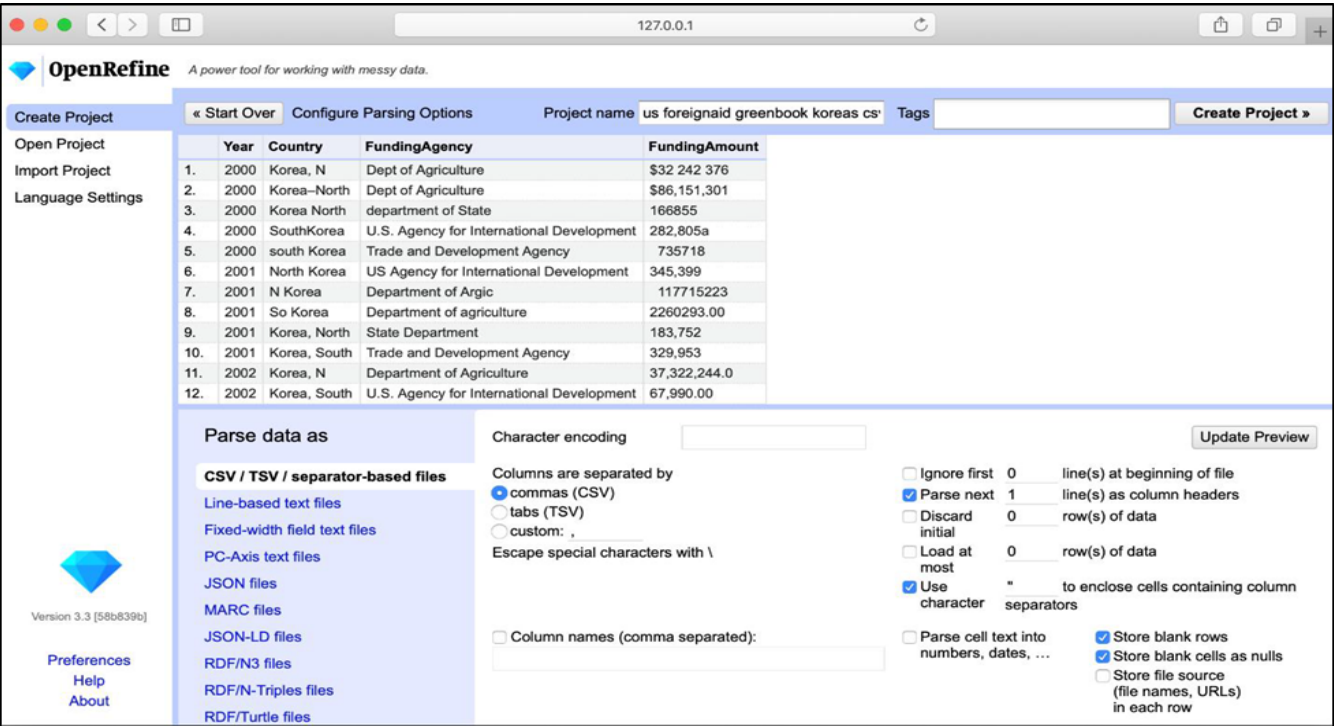 127.0.0.1
OpenRefine A power tool for working with messy data.
Create Project
Open Project
Import Project
Language Settings
« Start Over Configure Parsing Options Project name us foreignaid greenbook koreas cs Tags Create Project »
Year Country FundingAgency FundingAmount
1. 2000 Korea, N Dept of Agriculture $32 242 376
2. 2000 Korea–North Dept of Agriculture $86,151,301
3. 2000 Korea North department of State 166855
4. 2000 SouthKorea U.S. Agency for International Development 282,805a
5. 2000 south Korea Trade and Development Agency 735718
6. 2001 North Korea US Agency for International Development 345,399
7. 2001 N Korea Department of Argic 117715223
8. 2001 So Korea Department of agriculture 2260293.00
9. 2001 Korea, North State Department 183,752
10. 2001 Korea, South Trade and Development Agency 329,953
11. 2002 Korea, N Department of Agriculture 37,322,244.0
12. 2002 Korea, South U.S. Agency for International Development 67,990.00
Parse data as
CSV / TSV / separator-based files
Line-based text files
Fixed-width field text files
PC-Axis text files
JSON files
MARC files
JSON-LD files
RDF/N3 files
RDF/N-Triples files
RDF/Turtle files
Character encoding
Update Preview
Columns are separated by
commas (CSV)
tabs (TSV)
custom: ,
Escape special characters with \
Column names (comma separated):
Ignore first 0 line(s) at beginning of file
Parse next 1 line(s) as column headers
Discard 0 row(s) of data
initial
Load at 0 row(s) of data
most
Use " to enclose cells containing column
character separators
Parse cell text into
numbers, dates, …
Store blank rows
Store blank cells as nulls
Store file source
(file names, URLs)
in each row
Version 3.3 [58b839b]
Preferences
Help
About